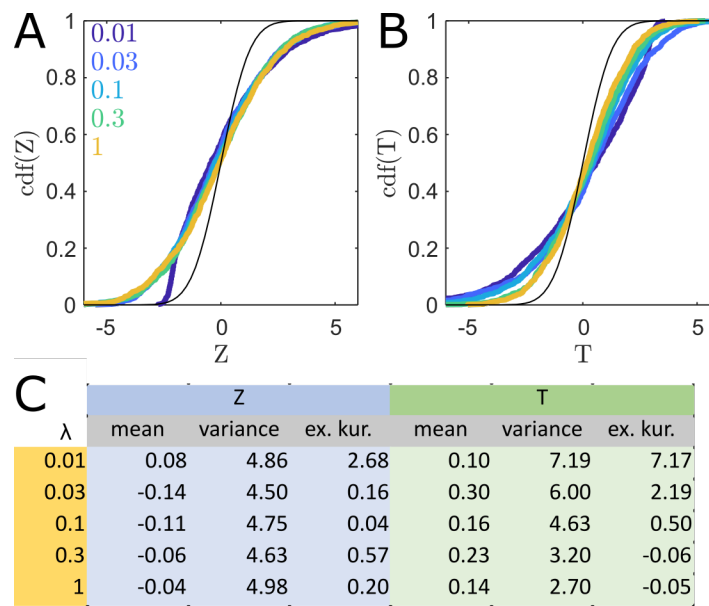 A
B
0.01
0.03
0.1
0.3
1
cdf(Z)
1
0.8
0.6
0.4
0.2
0
-5
0
5
Z
cdf(T)
1
0.8
0.6
0.4
0.2
0
-5
0
5
T
C
Z T
λ mean variance ex. kur. mean variance ex. kur.
0.01 0.08 4.86 2.68 0.10 7.19 7.17
0.03 -0.14 4.50 0.16 0.30 6.00 2.19
0.1 -0.11 4.75 0.04 0.16 4.63 0.50
0.3 -0.06 4.63 0.57 0.23 3.20 -0.06
1 -0.04 4.98 0.20 0.14 2.70 -0.05